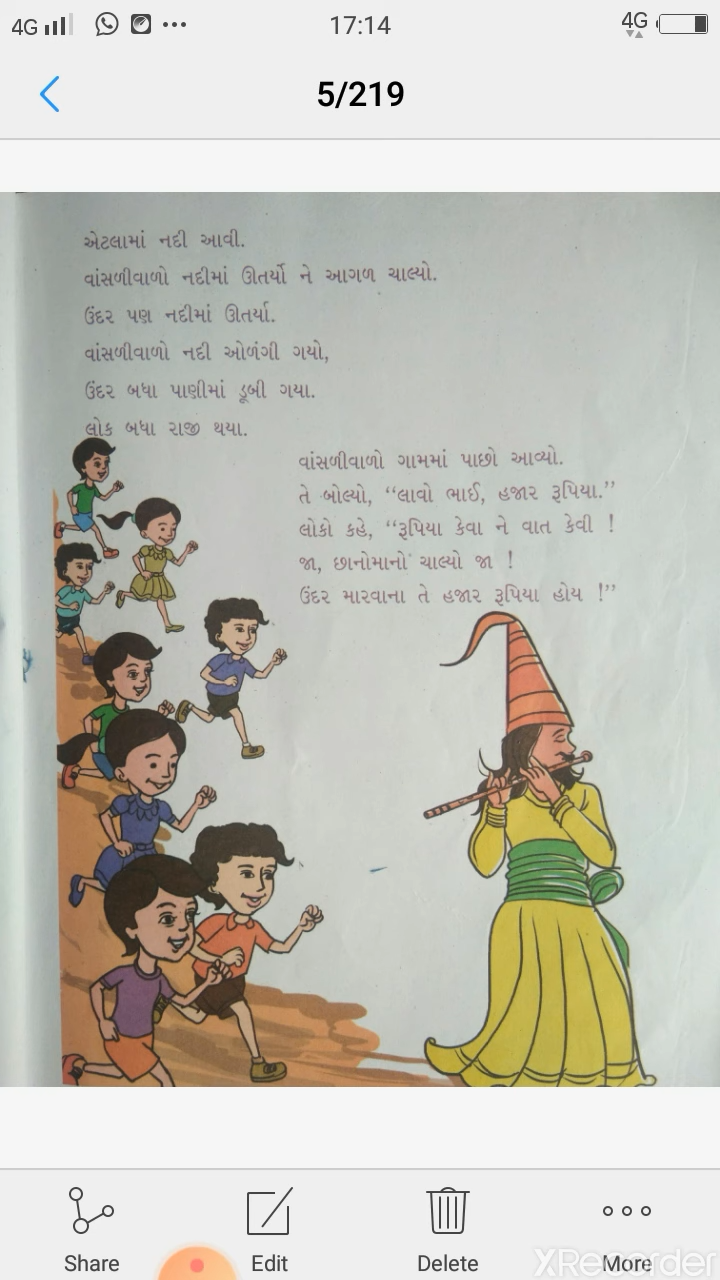 4G
17:14
4G
5/219
એટલામાં નદી આવી.
વાંસળીવાળો નદીમાં ઊતર્યો ને આગળ ચાલ્યો.
ઉંદર પણ નદીમાં ઊતર્યા.
વાંસળીવાળો નદી ઓળંગી ગયો,
ઉંદર બધા પાણીમાં ડૂબી ગયા.
લોક બધા રાજી થયા.
વાંસળીવાળો ગામમાં પાછો આવ્યો.
તે બોલ્યો, “લાવો ભાઈ, હજાર રૂપિયા.”
લોકો કહે, “રૂપિયા કેવા ને વાત કેવી !
જા, છાનોમાનો ચાલ્યો જા !
ઉંદર મારવાના તે હજાર રૂપિયા હોય !”
Share
Edit
Delete
More
XRecorder